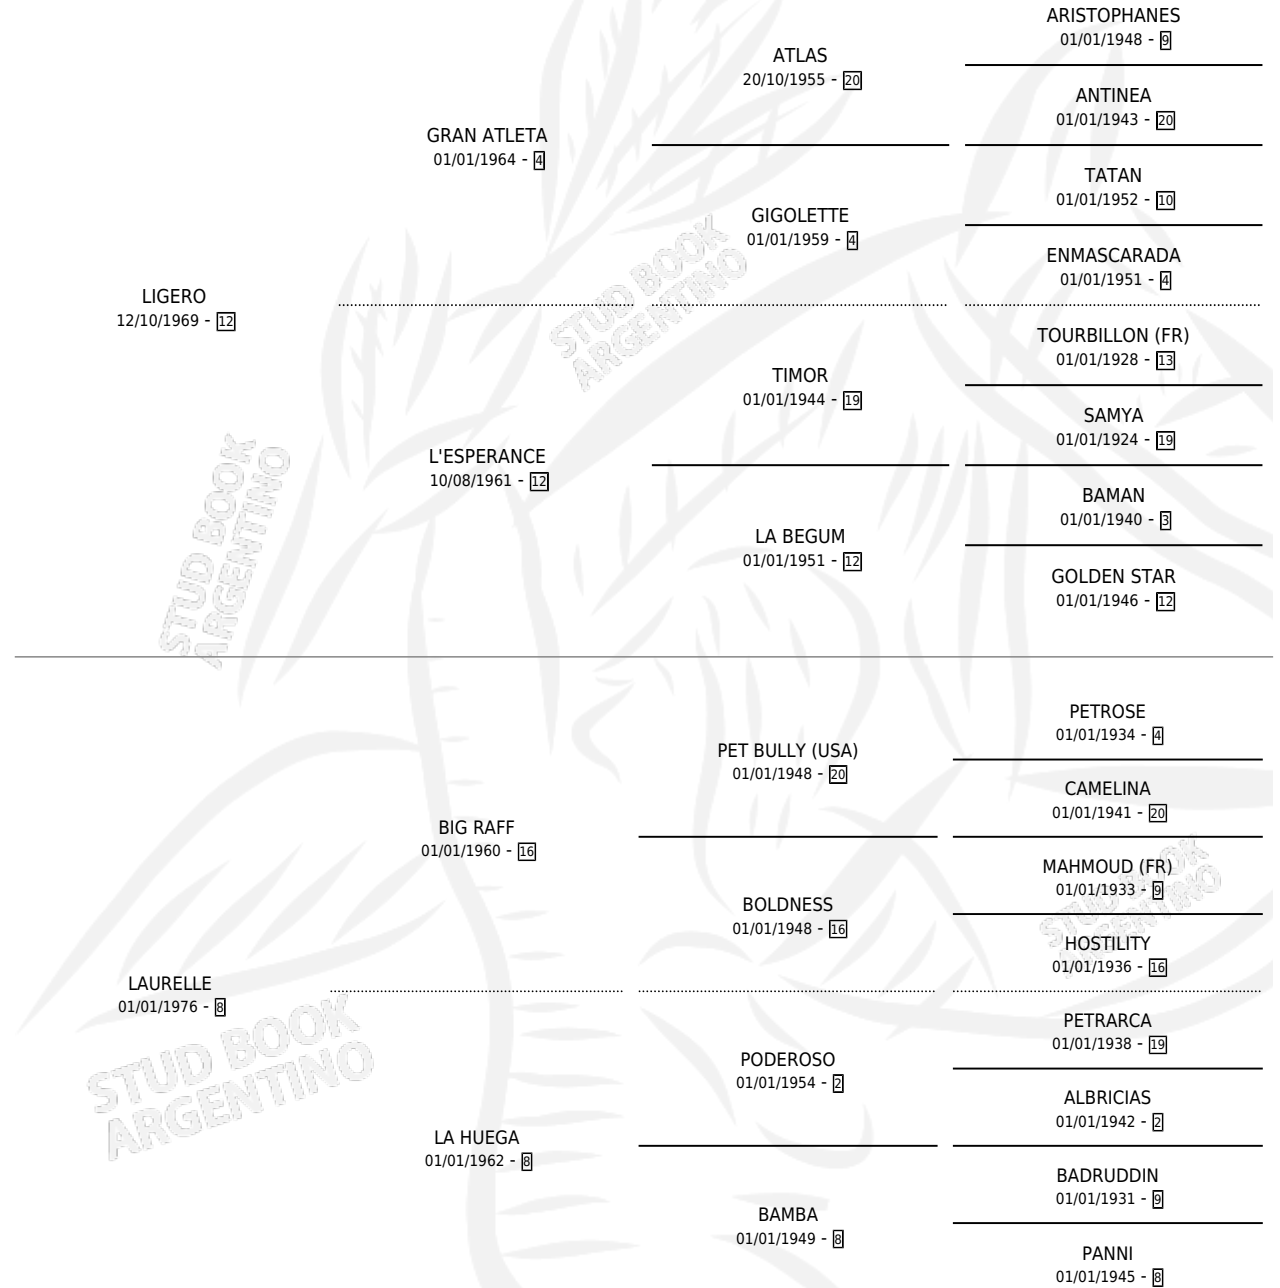 ARISTOPHANES
01/01/1948 - 9
ATLAS
20/10/1955 - 20
ANTINEA
01/01/1943 - 20
GRAN ATLETA
01/01/1964 - 4
TATAN
01/01/1952 - 10
GIGOLETTE
01/01/1959 - 4
ENMASCARADA
01/01/1951 - 4
LIGERO
12/10/1969 - 12
TOURBILLON (FR)
01/01/1928 - 13
TIMOR
01/01/1944 - 19
SAMYA
01/01/1924 - 19
L'ESPERANCE
10/08/1961 - 12
BAMAN
01/01/1940 - 3
LA BEGUM
01/01/1951 - 12
GOLDEN STAR
01/01/1946 - 12
PETROSE
01/01/1934 - 4
PET BULLY (USA)
01/01/1948 - 20
CAMELINA
01/01/1941 - 20
BIG RAFF
01/01/1960 - 16
MAHMOUD (FR)
01/01/1933 - 9
BOLDNESS
01/01/1948 - 16
HOSTILITY
01/01/1936 - 16
LAURELLE
01/01/1976 - 8
PETRARCA
01/01/1938 - 19
PODEROSO
01/01/1954 - 2
ALBRICIAS
01/01/1942 - 2
LA HUEGA
01/01/1962 - 8
BADRUDDIN
01/01/1931 - 9
BAMBA
01/01/1949 - 8
PANNI
01/01/1945 - 8
STUD BOOK
ARGENTINO
STUD BOOK
ARGENTINO
STUD BOOK
ARGENTINO
STUD BOOK
ARGENTINO